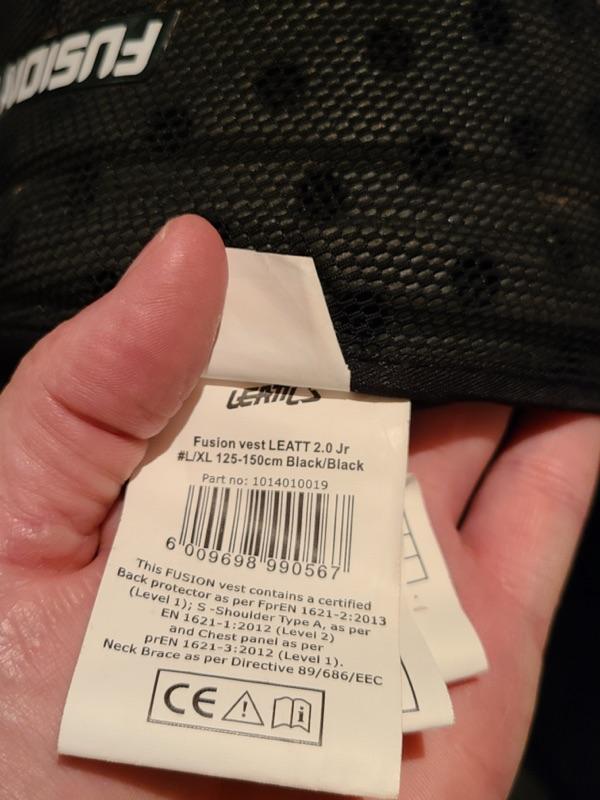 FUSION
LEATT
Fusion vest LEATT 2.0 Jr
#L/XL 125-150cm Black/Black
Part no: 1014010019
6 009698 990567
This FUSION vest contains a certified
Back protector as per FprEN 1621-2:2013
(Level 1); S -Shoulder Type A, as per
EN 1621-1:2012 (Level 2)
and Chest panel as per
prEN 1621-3:2012 (Level 1).
Neck Brace as per Directive 89/686/EEC
CE